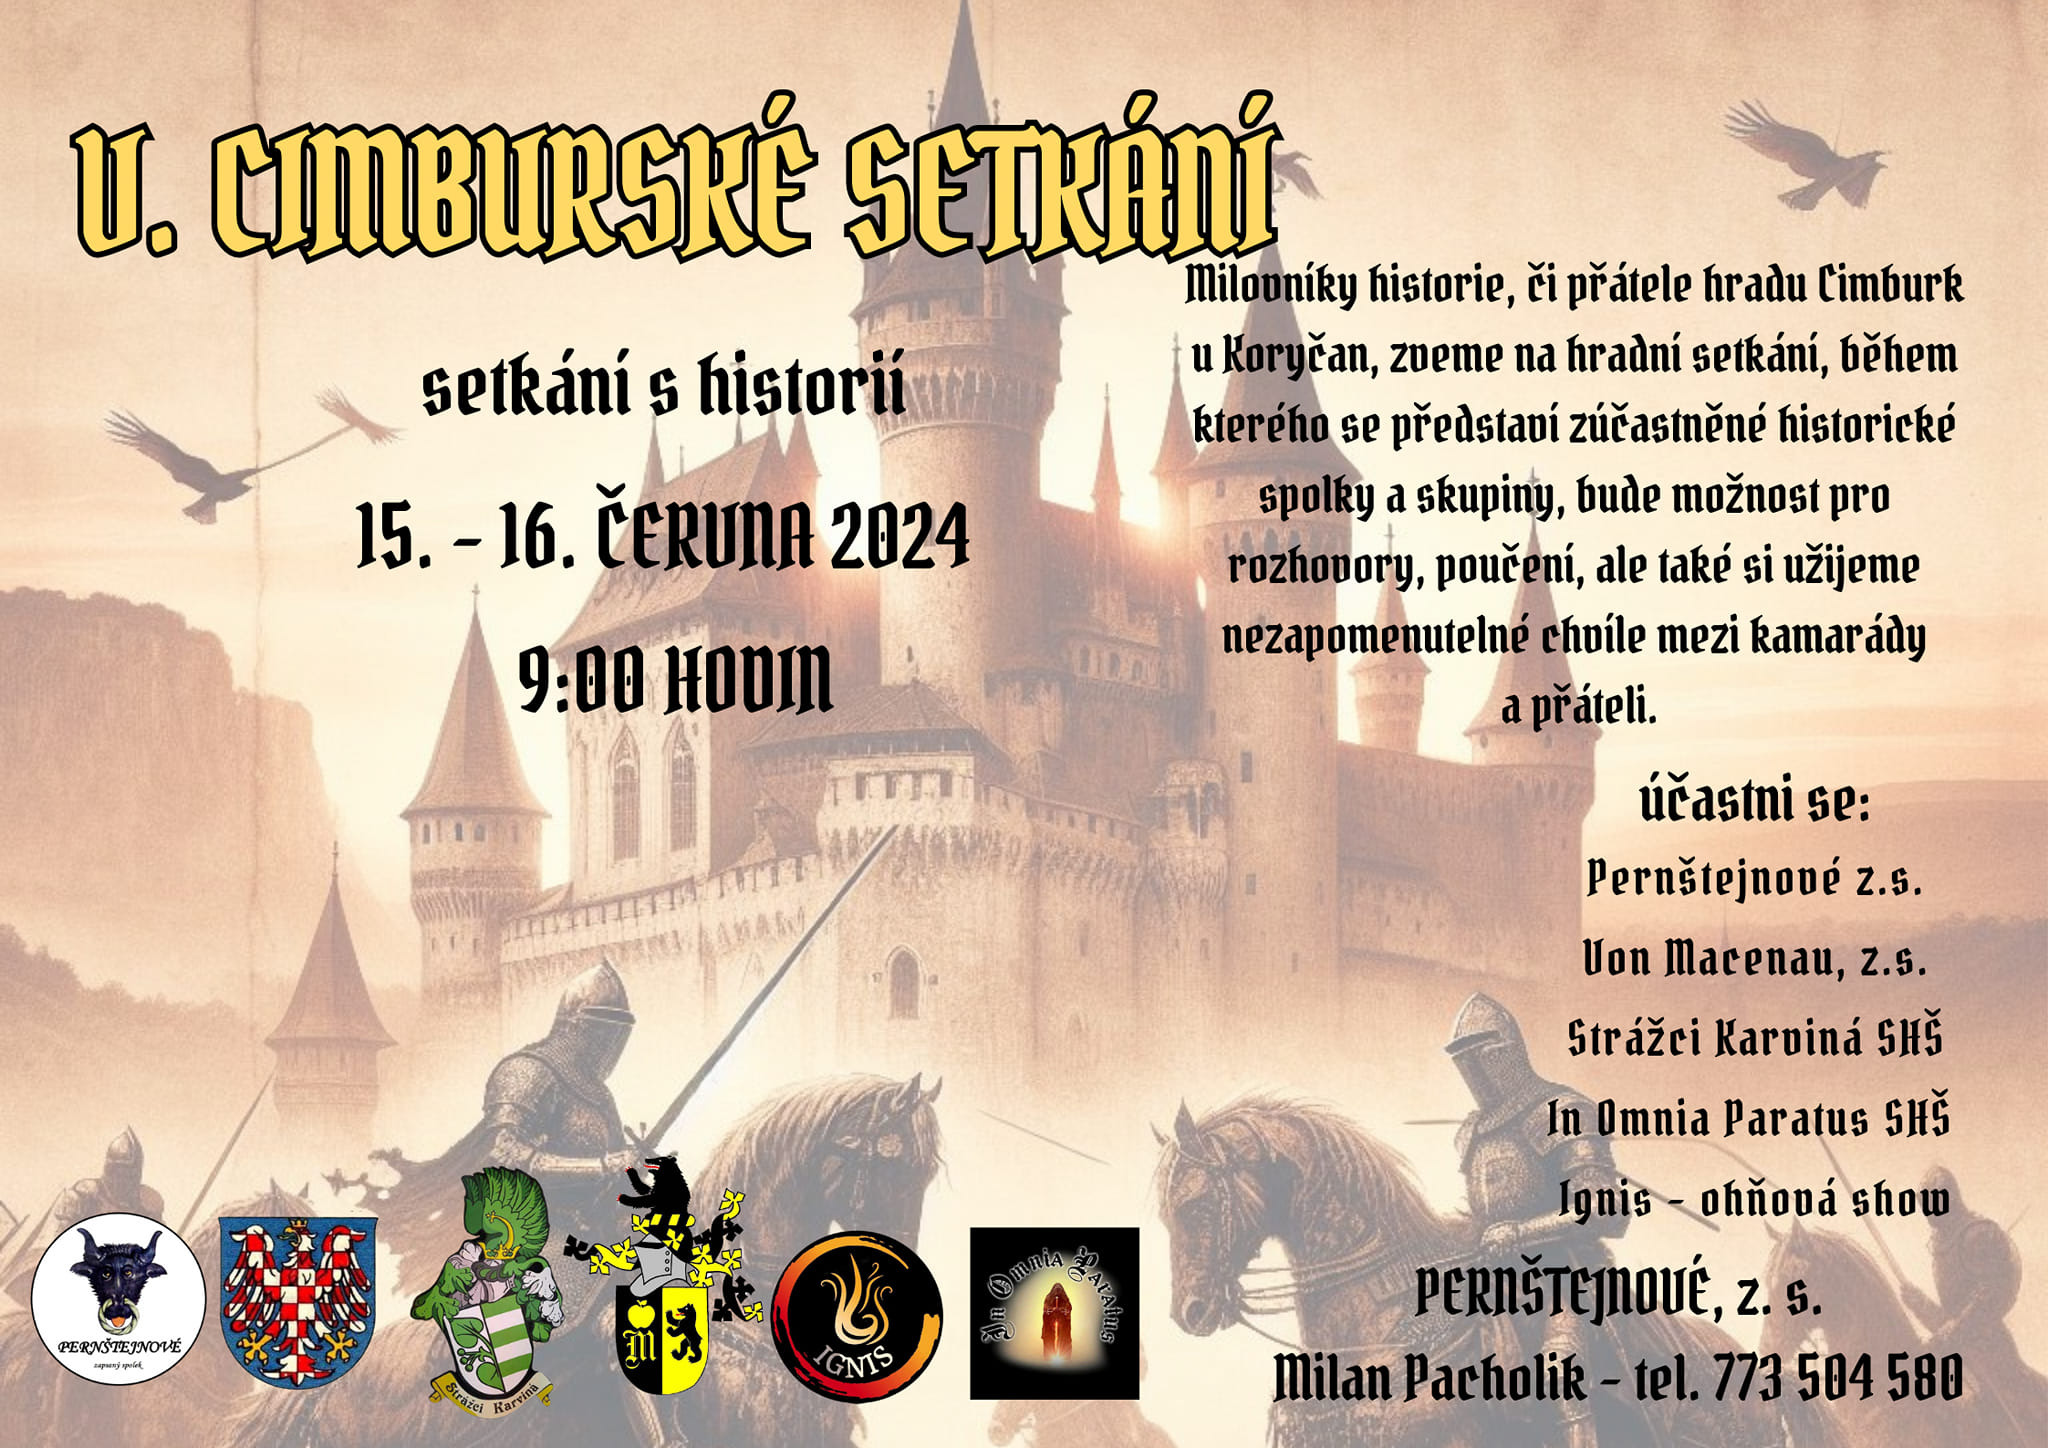 V. CIMBURSKÉ SETKÁNÍ
setkání s historií
15. - 16. ČERVNA 2024
9:00 HODIN
Milovníky historie, či přátele hradu Cimburk
u Koryčan, zveme na hradní setkání, během
kterého se představí zúčastněné historické
spolky a skupiny, bude možnost pro
rozhovory, poučení, ale také si užijeme
nezapomenutelné chvíle mezi kamarády
a přáteli.
účastni se:
Pernštejnové z.s.
Von Macenau, z.s.
Strážci Karviná SHŠ
In Omnia Paratus SHŠ
Ignis - ohňová show
PERNŠTEJNOVÉ, z. s.
Milan Pacholik - tel. 773 504 580
PERNŠTEJNOVÉ
zapsaný spolek
V
Strážci Karviná
M
IGNIS
In Omnia Paratus